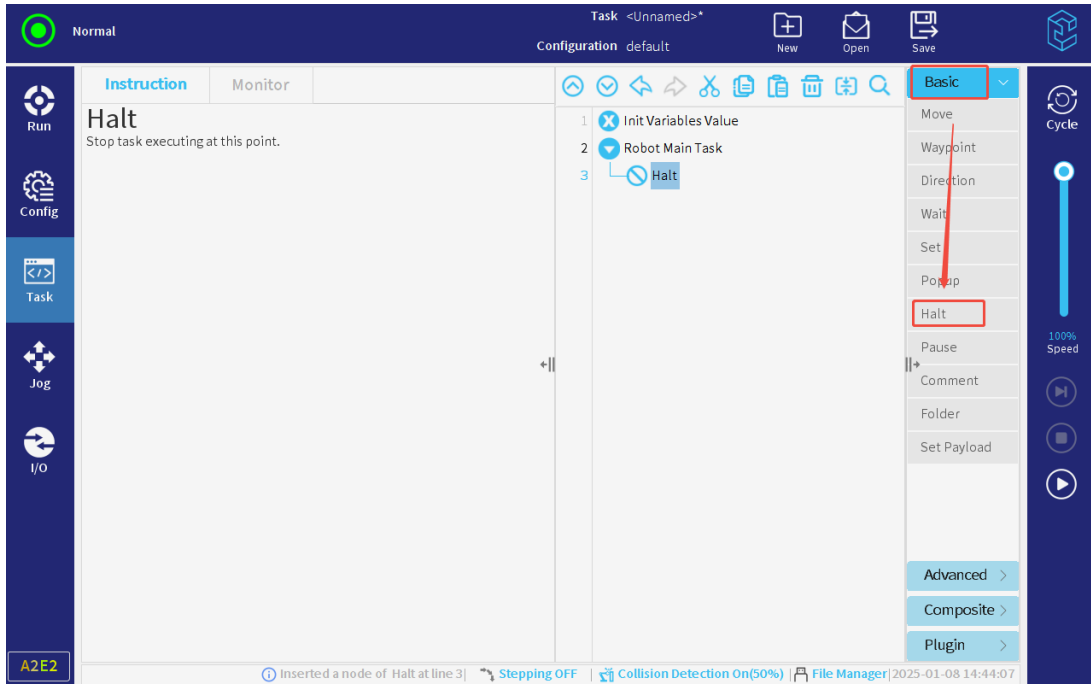 Normal
Task <Unnamed>*
Configuration default
New
Open
Save
Run
Config
Task
Jog
I/O
A2E2
Instruction
Monitor
Halt
Stop task executing at this point.
1 Init Variables Value
2 Robot Main Task
3 Halt
Basic
Move
Waypoint
Direction
Wait
Set
Popup
Halt
Pause
Comment
Folder
Set Payload
Advanced >
Composite >
Plugin >
Cycle
100%
Speed
Inserted a node of Halt at line 3| Stepping OFF | Collision Detection On(50%) | File Manager| 2025-01-08 14:44:07